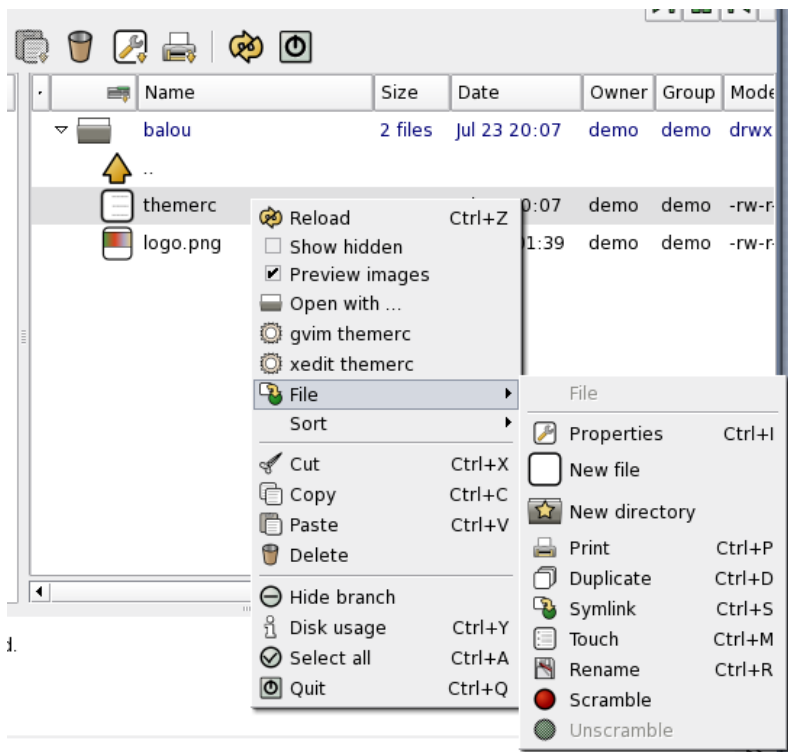 Name Size Date Owner Group Mode
balou 2 files Jul 23 20:07 demo demo drwx
..
themerc 0:07 demo demo -rw-r-
logo.png 01:39 demo demo -rw-r-
Reload Ctrl+Z
Show hidden
Preview images
Open with ...
gvim themerc
xedit themerc
File
Sort
Cut Ctrl+X
Copy Ctrl+C
Paste Ctrl+V
Delete
Hide branch
Disk usage Ctrl+Y
Select all Ctrl+A
Quit Ctrl+Q
File
Properties Ctrl+I
New file
New directory
Print Ctrl+P
Duplicate Ctrl+D
Symlink Ctrl+S
Touch Ctrl+M
Rename Ctrl+R
Scramble
Unscramble
d.